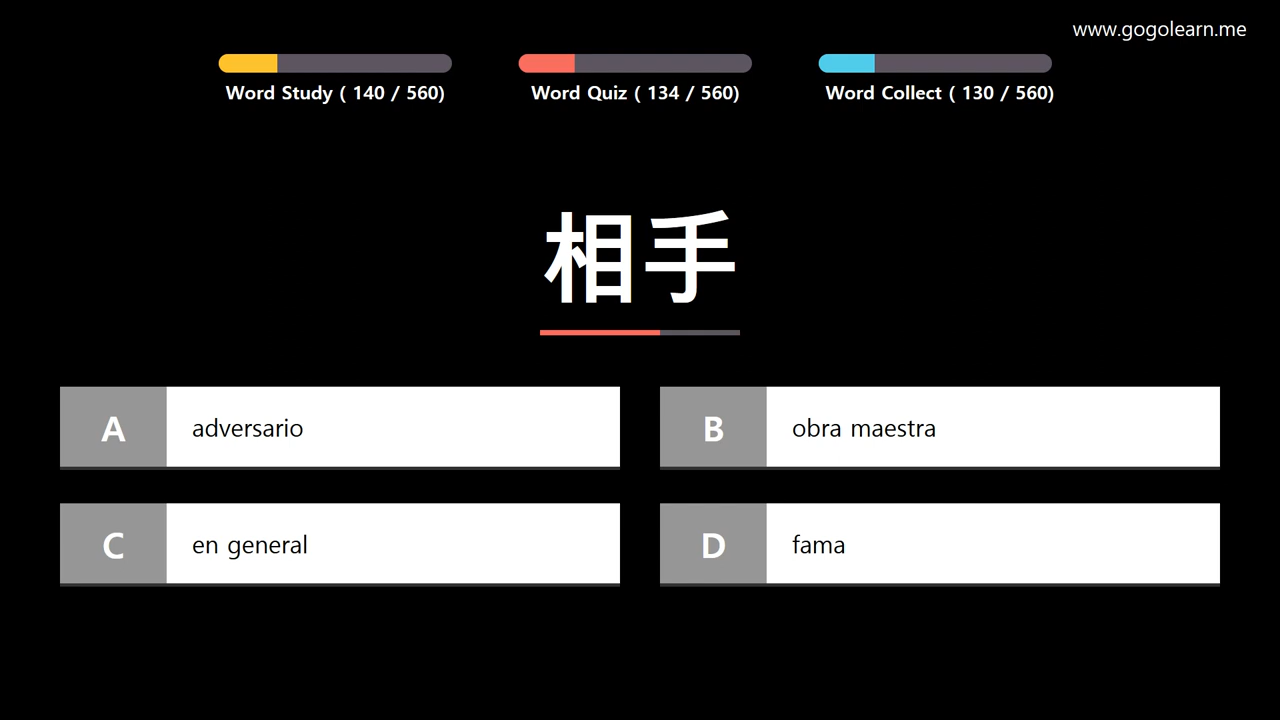 www.gogolearn.me
Word Study ( 140 / 560)
Word Quiz ( 134 / 560)
Word Collect ( 130 / 560)
相手
A adversario
B obra maestra
C en general
D fama